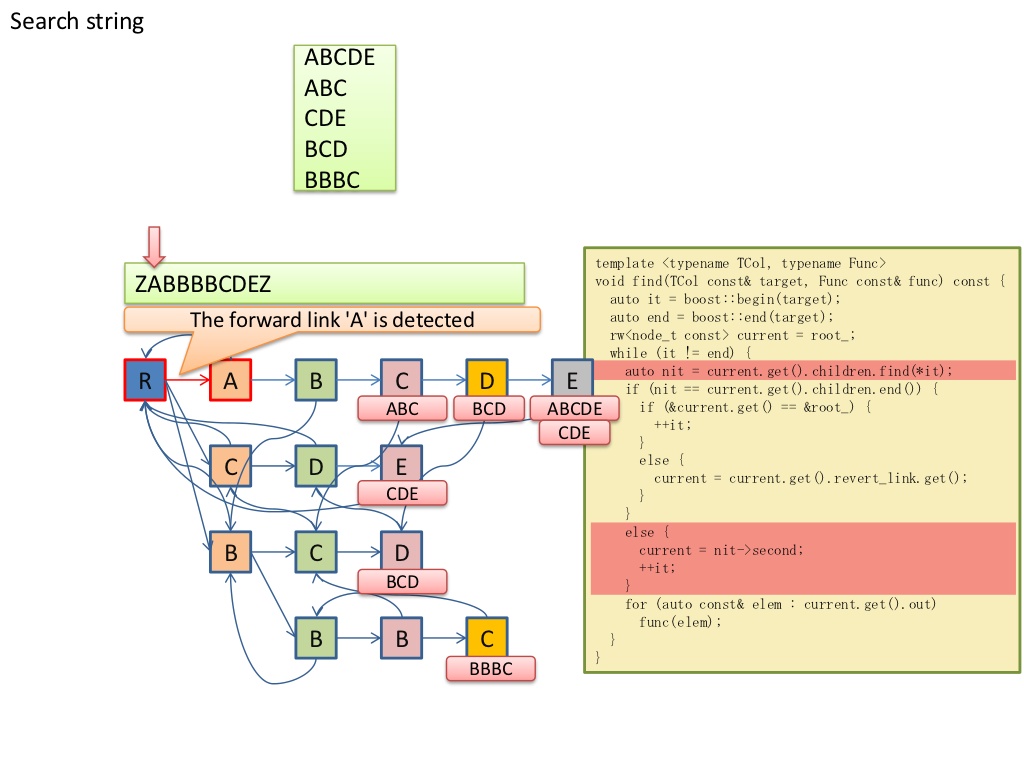 Search string
ABCDE
ABC
CDE
BCD
BBBC
ZABBBBCDEZ
The forward link 'A' is detected
R
A
B
C
D
E
ABC
BCD
ABCDE
CDE
C
D
E
CDE
B
C
D
BCD
B
B
C
BBBC
template <typename TCol, typename Func>
void find(TCol const& target, Func const& func) const {
  auto it = boost::begin(target);
  auto end = boost::end(target);
  rw<node_t const> current = root_;
  while (it != end) {
    auto nit = current.get().children.find(*it);
    if (nit == current.get().children.end()) {
      if (&current.get() == &root_) {
        ++it;
      }
      else {
        current = current.get().revert_link.get();
      }
    }
    else {
      current = nit->second;
      ++it;
    }
    for (auto const& elem : current.get().out)
      func(elem);
  }
}